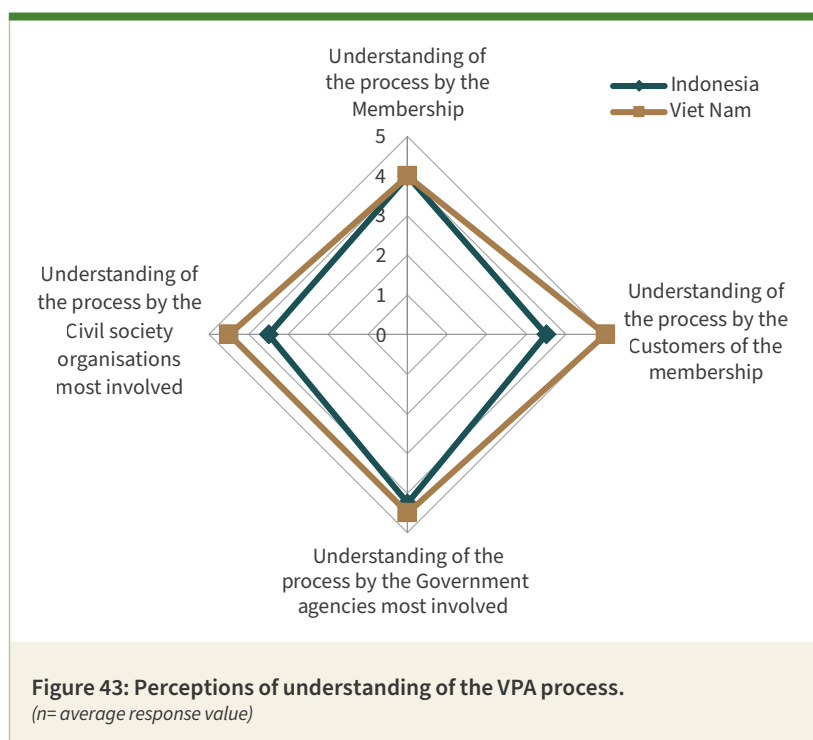 Understanding of
the process by the
Membership
Indonesia
Viet Nam
5
4
3
2
1
0
Understanding of
the process by the
Civil society
organisations
most involved
Understanding of
the process by the
Customers of the
membership
Understanding of the
process by the Government
agencies most involved
Figure 43: Perceptions of understanding of the VPA process.
(n= average response value)